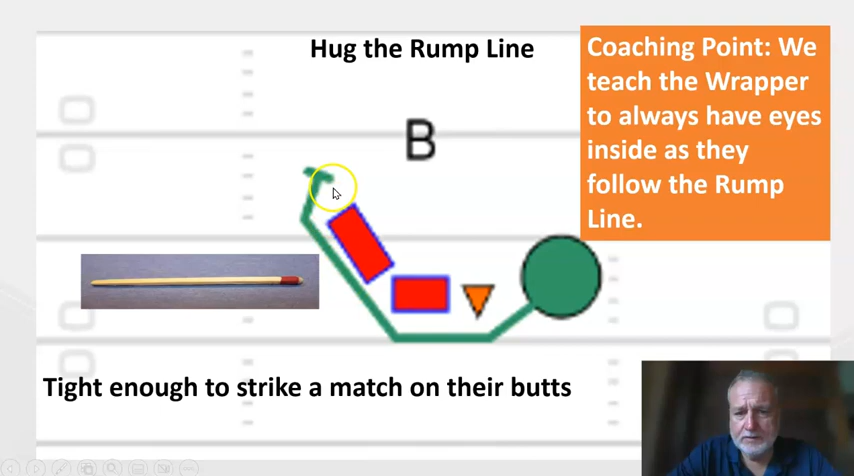 Hug the Rump Line
Coaching Point: We
teach the Wrapper
to always have eyes
inside as they
follow the Rump
Line.
B
Tight enough to strike a match on their butts